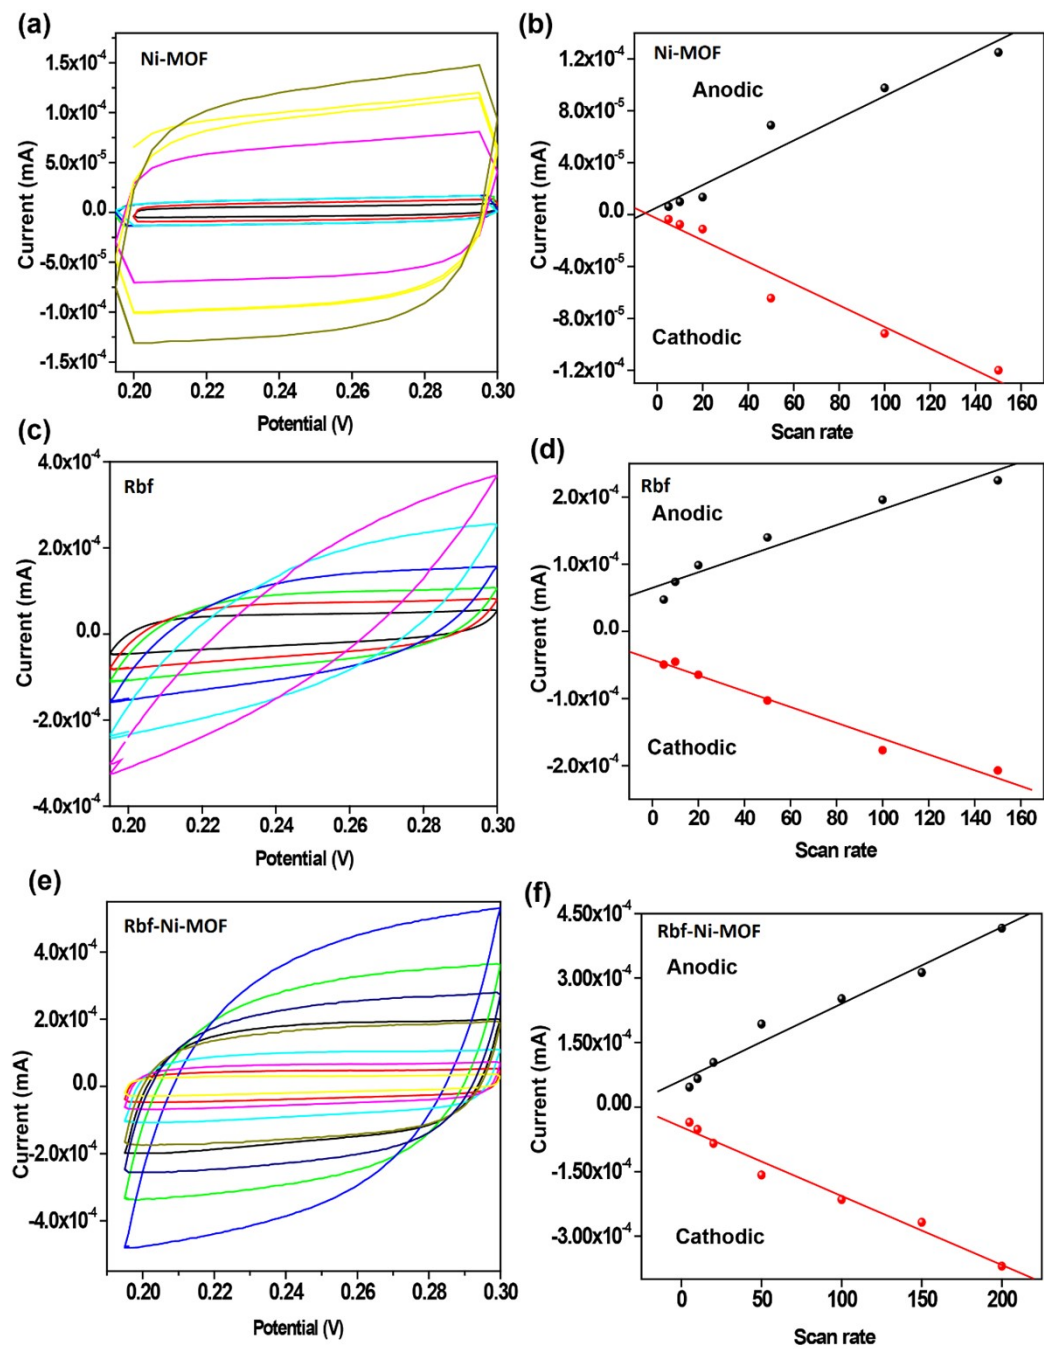 (a)
Ni-MOF
1.5x10⁻⁴
1.0x10⁻⁴
5.0x10⁻⁵
0.0
-5.0x10⁻⁵
-1.0x10⁻⁴
-1.5x10⁻⁴
Current (mA)
0.20 0.22 0.24 0.26 0.28 0.30
Potential (V)
(b)
Ni-MOF
Anodic
Cathodic
1.2x10⁻⁴
8.0x10⁻⁵
4.0x10⁻⁵
0.0
-4.0x10⁻⁵
-8.0x10⁻⁵
-1.2x10⁻⁴
Current (mA)
0 20 40 60 80 100 120 140 160
Scan rate
(c)
Rbf
4.0x10⁻⁴
2.0x10⁻⁴
0.0
-2.0x10⁻⁴
-4.0x10⁻⁴
Current (mA)
0.20 0.22 0.24 0.26 0.28 0.30
Potential (V)
(d)
Rbf
Anodic
Cathodic
2.0x10⁻⁴
1.0x10⁻⁴
0.0
-1.0x10⁻⁴
-2.0x10⁻⁴
Current (mA)
0 20 40 60 80 100 120 140 160
Scan rate
(e)
Rbf-Ni-MOF
4.0x10⁻⁴
2.0x10⁻⁴
0.0
-2.0x10⁻⁴
-4.0x10⁻⁴
Current (mA)
0.20 0.22 0.24 0.26 0.28 0.30
Potential (V)
(f)
Rbf-Ni-MOF
Anodic
Cathodic
4.50x10⁻⁴
3.00x10⁻⁴
1.50x10⁻⁴
0.00
-1.50x10⁻⁴
-3.00x10⁻⁴
Current (mA)
0 50 100 150 200
Scan rate